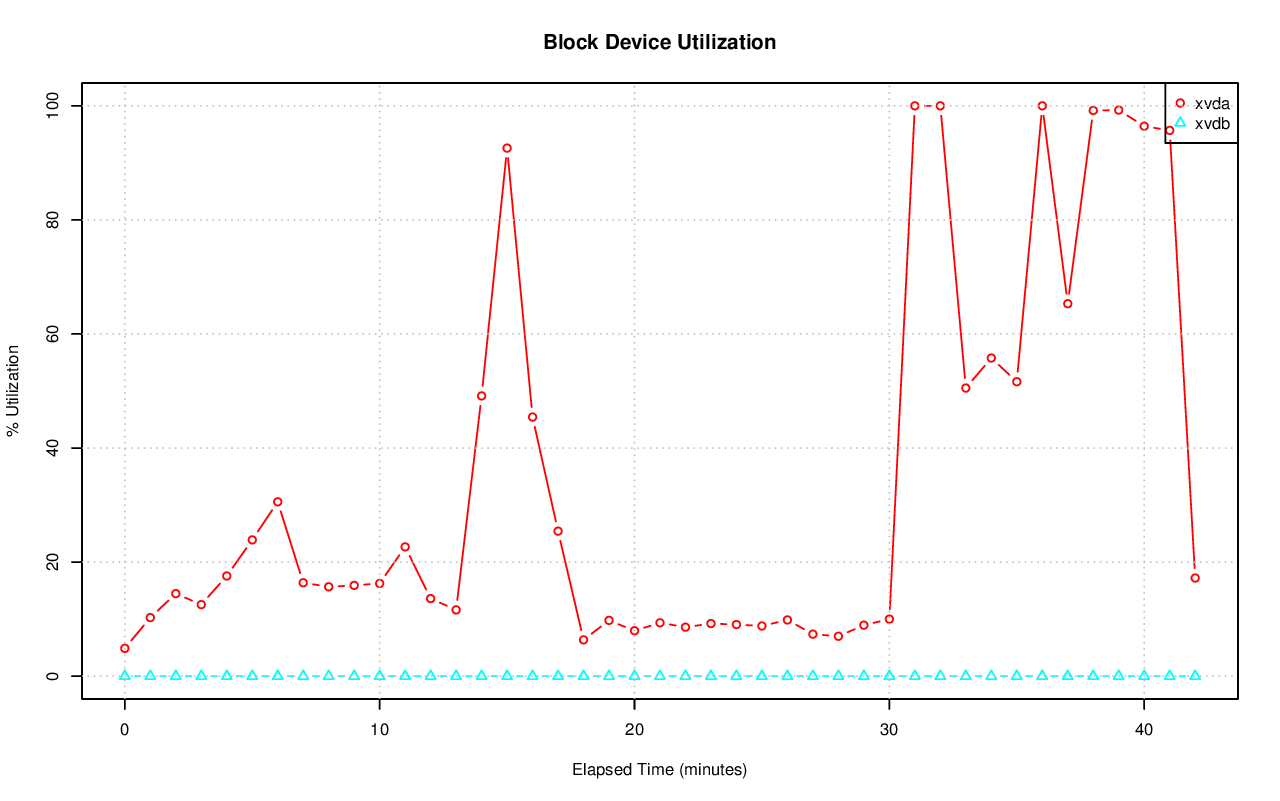 Block Device Utilization
xvda
xvdb
100
80
60
40
20
0
% Utilization
0 10 20 30 40
Elapsed Time (minutes)